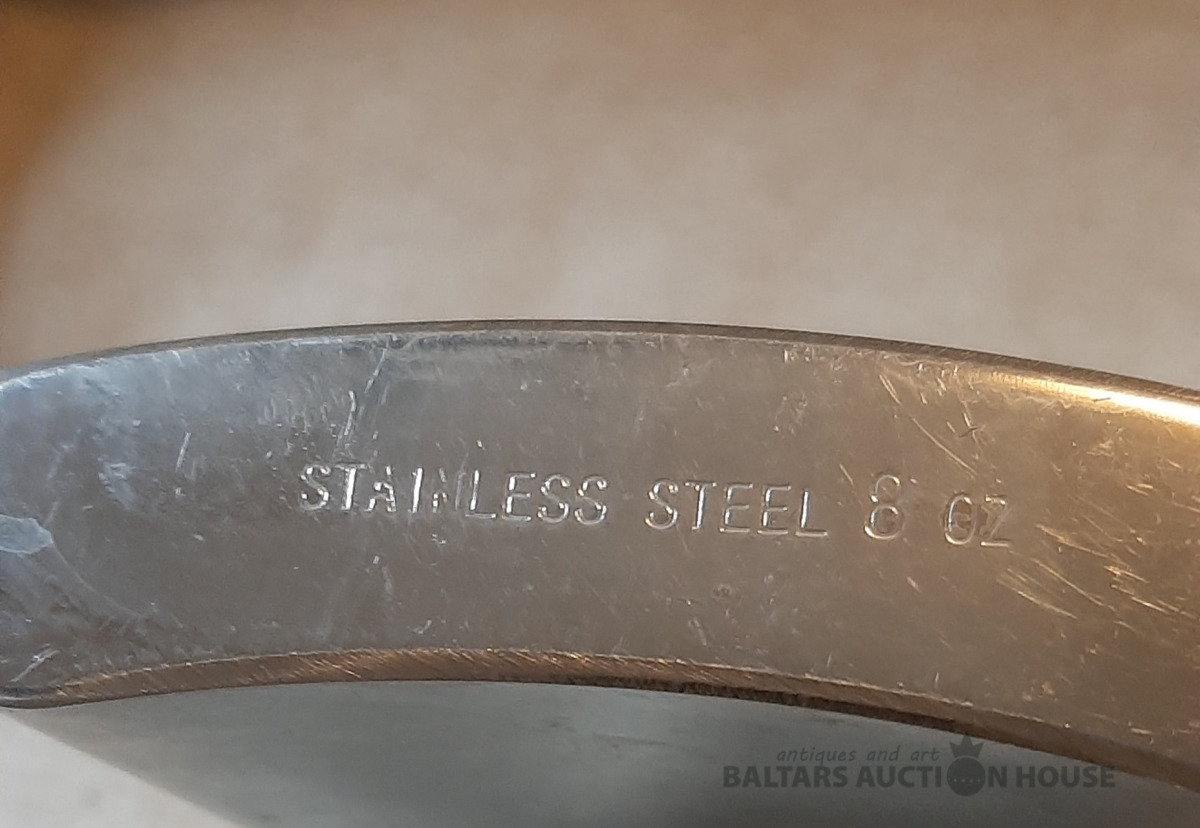 STAINLESS STEEL 8 OZ
antiques and art
BALTARS AUCTION HOUSE